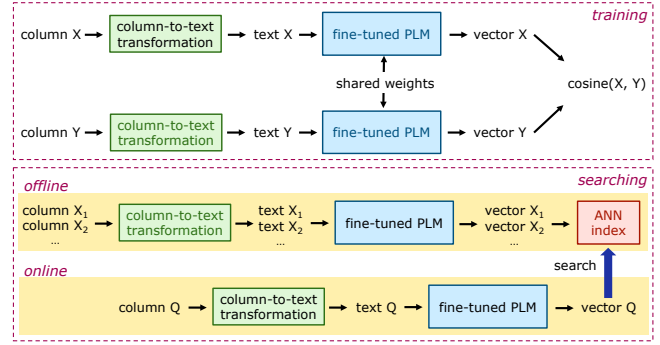 training
column X
column-to-text
transformation
text X
fine-tuned PLM
vector X
shared weights
cosine(X, Y)
column Y
column-to-text
transformation
text Y
fine-tuned PLM
vector Y
searching
offline
column X₁
column X₂
...
column-to-text
transformation
text X₁
text X₂
...
fine-tuned PLM
vector X₁
vector X₂
...
ANN
index
search
online
column Q
column-to-text
transformation
text Q
fine-tuned PLM
vector Q